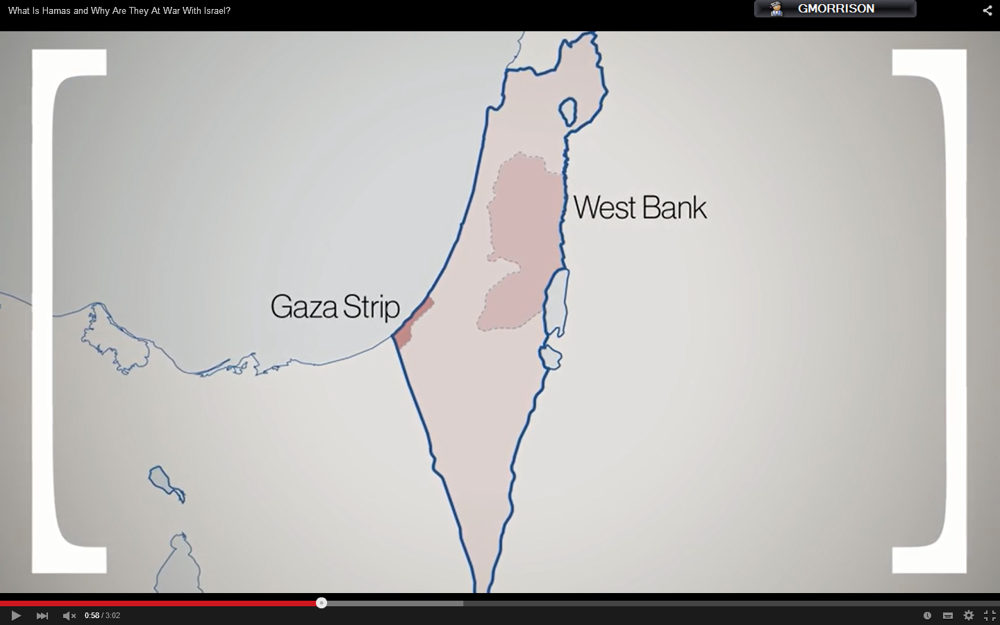 What Is Hamas and Why Are They At War With Israel?
GMORRISON
West Bank
Gaza Strip
0:58 / 3:02